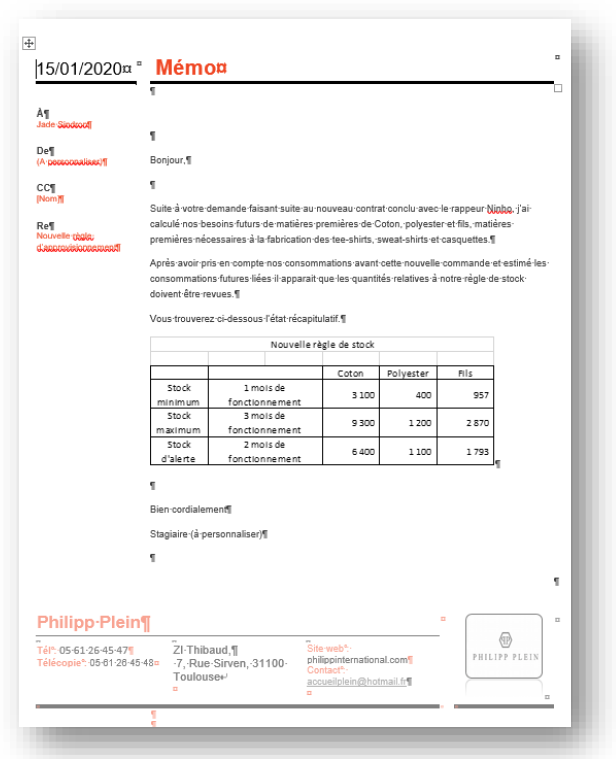 15/01/2020¤ Mémo¤
¶
À¶
Jade·Sindrool¶
¶
De¶
(A·personnaliser)¶
Bonjour,¶
CC¶
[Nom]¶
¶
Re¶
Nouvelle·règle·
d'approvisionnement¶
Suite·à·votre·demande·faisant·suite·au·nouveau·contrat·conclu·avec·le·rappeur·Ninho,·j'ai·
calculé·nos·besoins·futurs·de·matières·premières·de·Coton,·polyester·et·fils,·matières·
premières·nécessaires·à·la·fabrication·des·tee-shirts,·sweat-shirts·et·casquettes.¶
Après·avoir·pris·en·compte·nos·consommations·avant·cette·nouvelle·commande·et·estimé·les·
consommations·futures·liées·il·apparait·que·les·quantités·relatives·à·notre·règle·de·stock·
doivent·être·revues.¶
Vous·trouverez·ci-dessous·l'état·récapitulatif.¶
Nouvelle règle de stock
Coton Polyester Fils
Stock minimum 1 mois de fonctionnement 3 100 400 957
Stock maximum 3 mois de fonctionnement 9 300 1 200 2 870
Stock d'alerte 2 mois de fonctionnement 6 400 1 100 1 793
¶
¶
Bien·cordialement¶
Stagiaire·(à·personnaliser)¶
¶
¶
Philipp·Plein¶
Tél°:·05·61·26·45·47¶
Télécopie°:·05·61·26·45·48¤
ZI·Thibaud,¶
·7,·Rue·Sirven,·31100·
Toulouse↵
Site·web°:·
philippinternational.com¶
Contact°:·
accueilplein@hotmail.fr¶
PHILIPP PLEIN
¶
¶